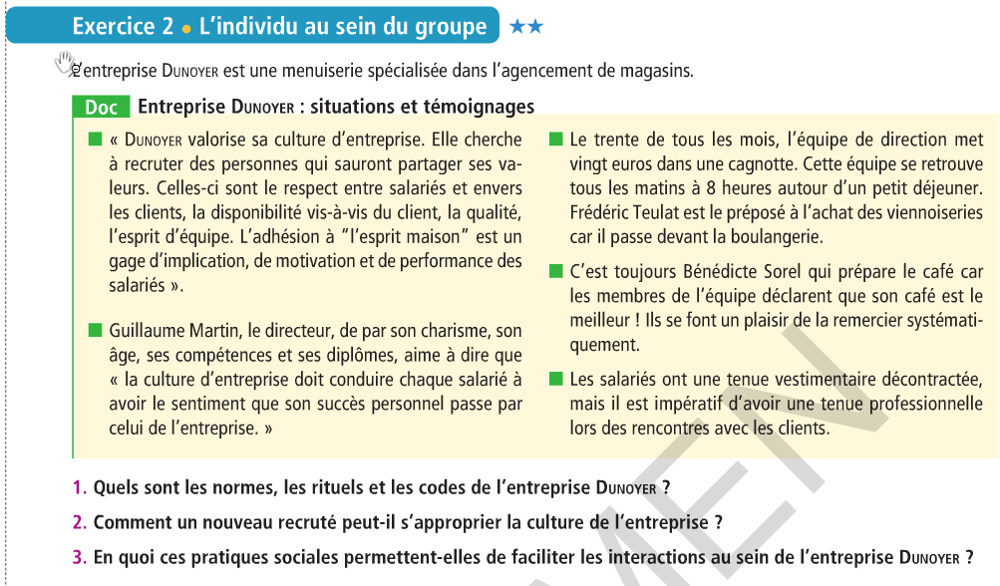 Exercice 2 • L'individu au sein du groupe ★★
L'entreprise DUNOYER est une menuiserie spécialisée dans l'agencement de magasins.
Doc Entreprise DUNOYER : situations et témoignages
■ « DUNOYER valorise sa culture d'entreprise. Elle cherche
à recruter des personnes qui sauront partager ses va-
leurs. Celles-ci sont le respect entre salariés et envers
les clients, la disponibilité vis-à-vis du client, la qualité,
l'esprit d'équipe. L'adhésion à "l'esprit maison" est un
gage d'implication, de motivation et de performance des
salariés ».
■ Guillaume Martin, le directeur, de par son charisme, son
âge, ses compétences et ses diplômes, aime à dire que
« la culture d'entreprise doit conduire chaque salarié à
avoir le sentiment que son succès personnel passe par
celui de l'entreprise. »
■ Le trente de tous les mois, l'équipe de direction met
vingt euros dans une cagnotte. Cette équipe se retrouve
tous les matins à 8 heures autour d'un petit déjeuner.
Frédéric Teulat est le préposé à l'achat des viennoiseries
car il passe devant la boulangerie.
■ C'est toujours Bénédicte Sorel qui prépare le café car
les membres de l'équipe déclarent que son café est le
meilleur ! Ils se font un plaisir de la remercier systémati-
quement.
■ Les salariés ont une tenue vestimentaire décontractée,
mais il est impératif d'avoir une tenue professionnelle
lors des rencontres avec les clients.
1. Quels sont les normes, les rituels et les codes de l'entreprise DUNOYER ?
2. Comment un nouveau recruté peut-il s'approprier la culture de l'entreprise ?
3. En quoi ces pratiques sociales permettent-elles de faciliter les interactions au sein de l'entreprise DUNOYER ?
MEN